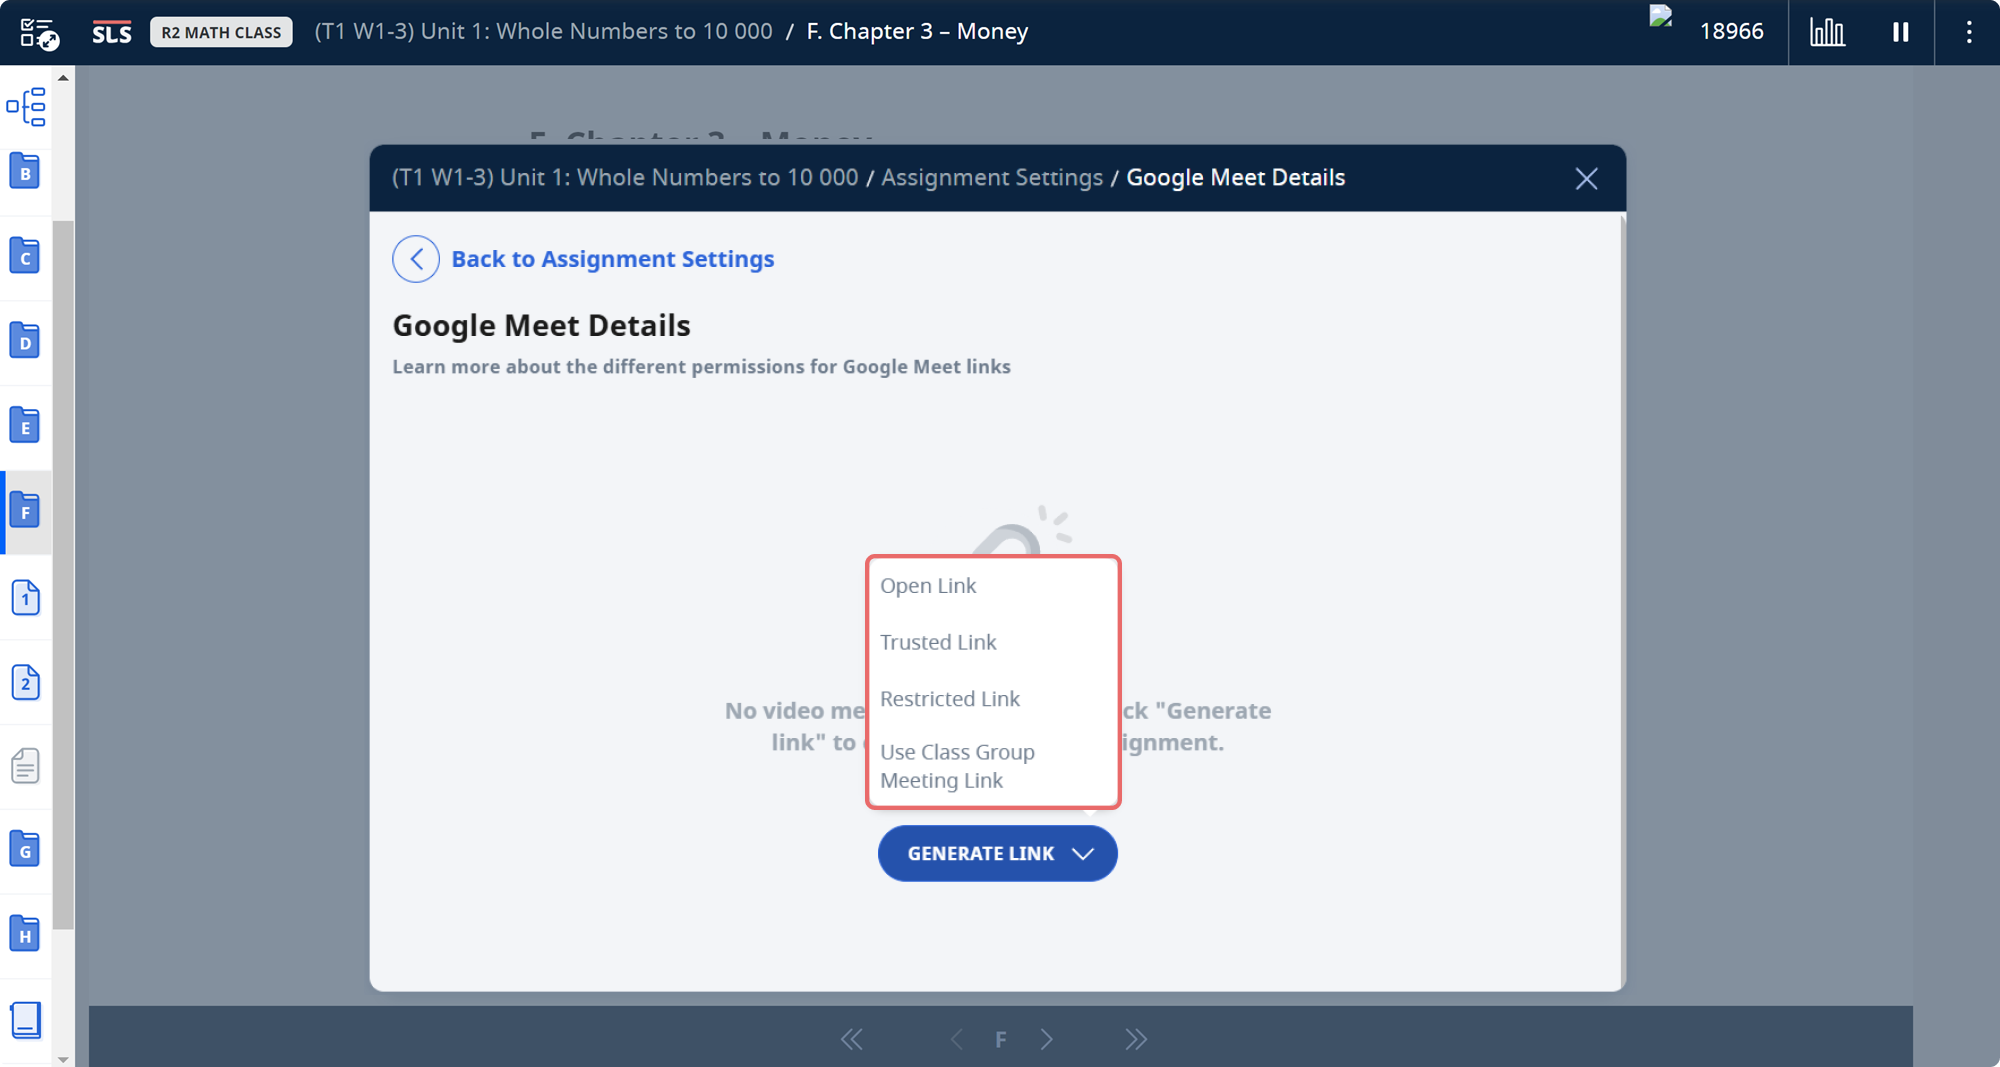 SLS
R2 MATH CLASS
(T1 W1-3) Unit 1: Whole Numbers to 10 000 / F. Chapter 3 – Money
18966
F. Chapter 3 – Money
(T1 W1-3) Unit 1: Whole Numbers to 10 000 / Assignment Settings / Google Meet Details
Back to Assignment Settings
Google Meet Details
Learn more about the different permissions for Google Meet links
B
C
D
E
F
1
2
G
H
Open Link
Trusted Link
Restricted Link
Use Class Group
Meeting Link
No video me ck "Generate
link" to ignment.
GENERATE LINK
F